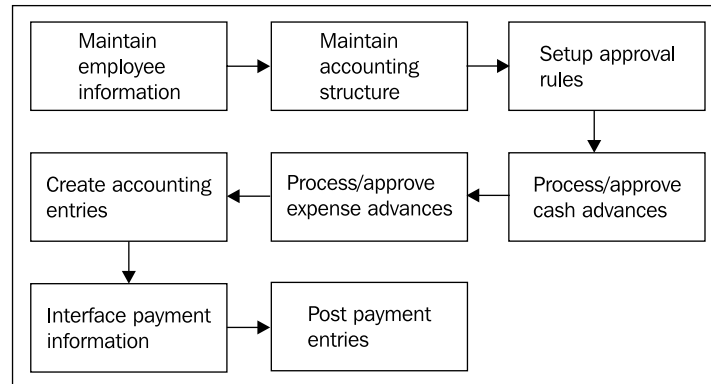 Maintain
employee
information
Maintain
accounting
structure
Setup approval
rules
Create accounting
entries
Process/approve
expense advances
Process/approve
cash advances
Interface payment
information
Post payment
entries